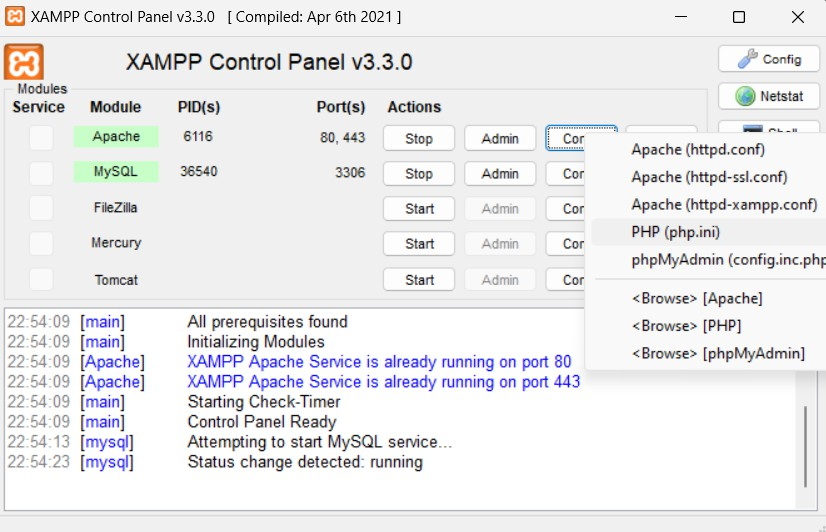 XAMPP Control Panel v3.3.0 [ Compiled: Apr 6th 2021 ]
XAMPP Control Panel v3.3.0
Config
Modules
Service Module PID(s) Port(s) Actions
Netstat
Apache 6116 80, 443 Stop Admin
MySQL 36540 3306 Stop Admin
FileZilla Start Admin
Mercury Start Admin
Tomcat Start Admin
Apache (httpd.conf)
Apache (httpd-ssl.conf)
Apache (httpd-xampp.conf)
PHP (php.ini)
phpMyAdmin (config.inc.php
<Browse> [Apache]
<Browse> [PHP]
<Browse> [phpMyAdmin]
22:54:09 [main] All prerequisites found
22:54:09 [main] Initializing Modules
22:54:09 [Apache] XAMPP Apache Service is already running on port 80
22:54:09 [Apache] XAMPP Apache Service is already running on port 443
22:54:09 [main] Starting Check-Timer
22:54:09 [main] Control Panel Ready
22:54:13 [mysql] Attempting to start MySQL service...
22:54:23 [mysql] Status change detected: running